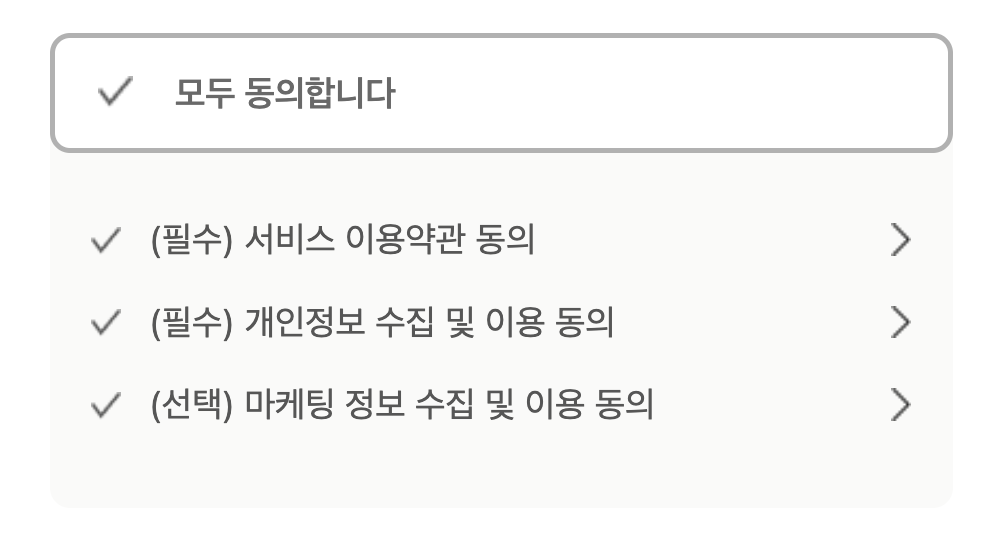 모두 동의합니다
(필수) 서비스 이용약관 동의
(필수) 개인정보 수집 및 이용 동의
(선택) 마케팅 정보 수집 및 이용 동의